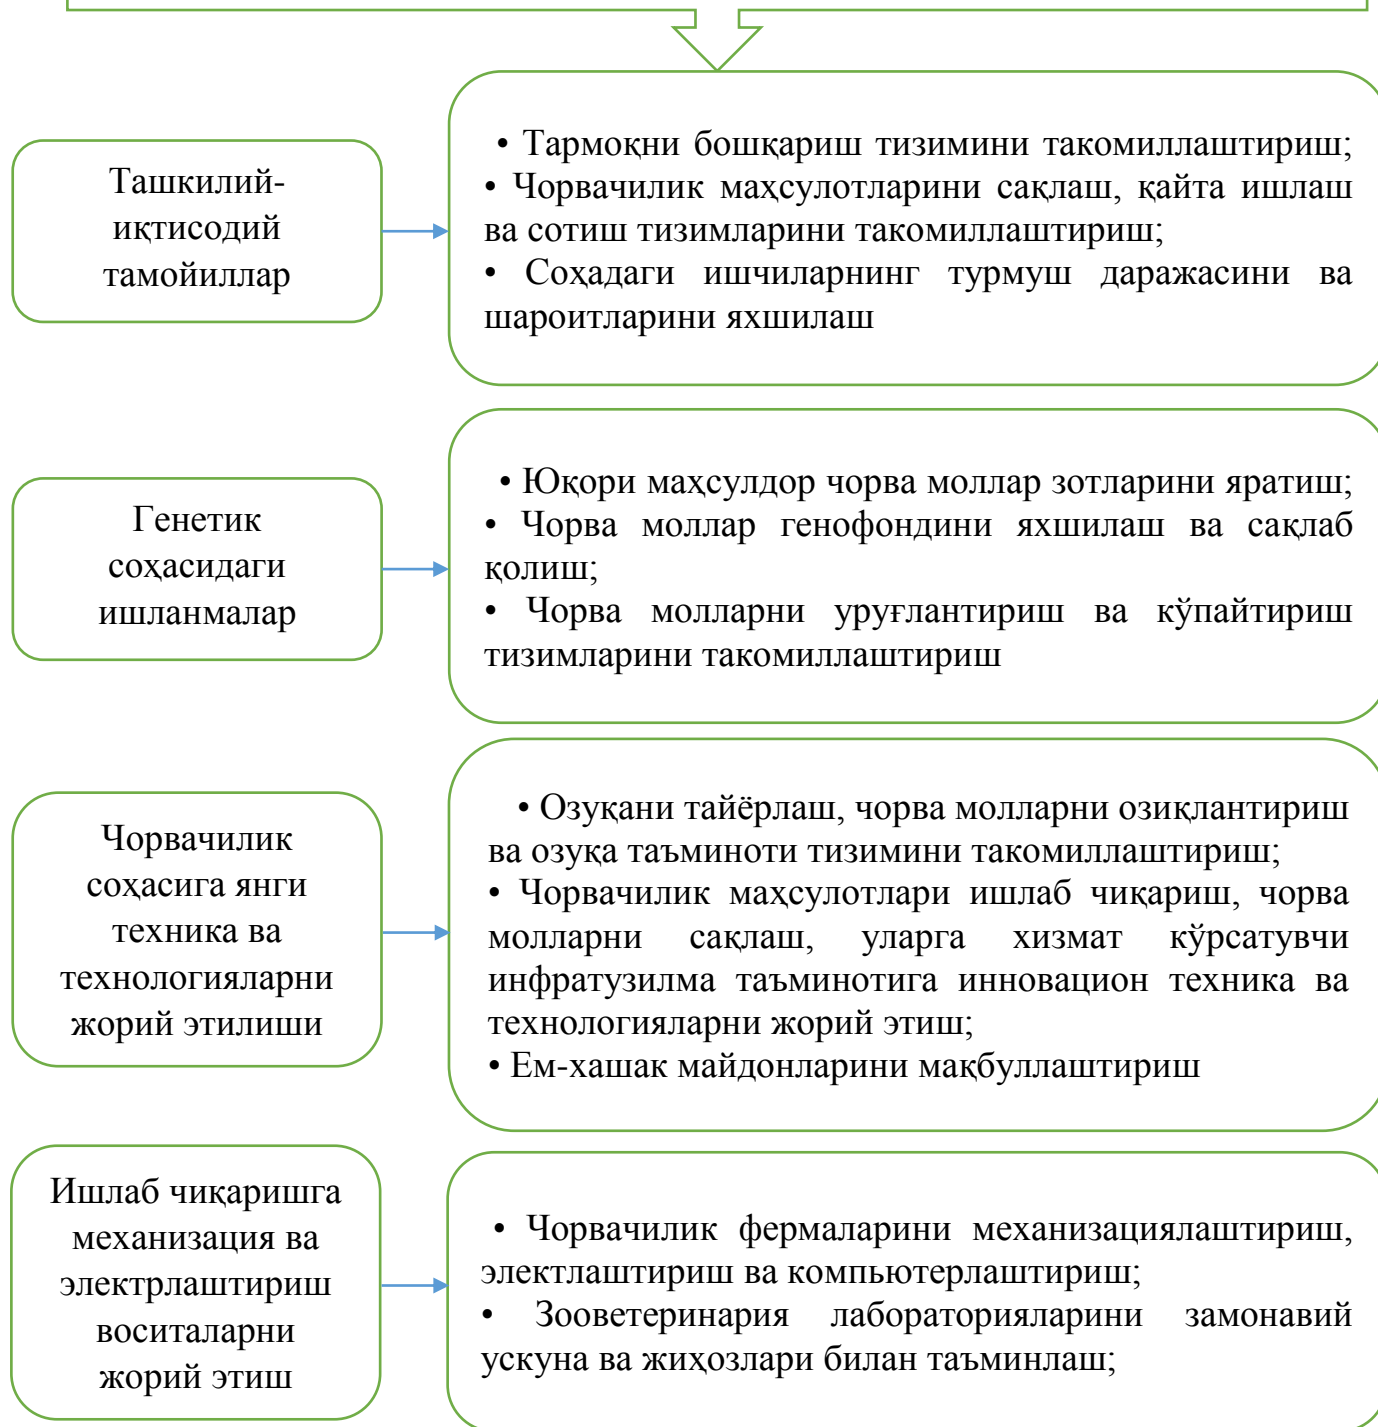 Ташкилий-
иқтисодий
тамойиллар
• Тармоқни бошқариш тизимини такомиллаштириш;
• Чорвачилик маҳсулотларини сақлаш, қайта ишлаш
ва сотиш тизимларини такомиллаштириш;
• Соҳадаги ишчиларнинг турмуш даражасини ва
шароитларини яхшилаш
Генетик
соҳасидаги
ишланмалар
• Юқори маҳсулдор чорва моллар зотларини яратиш;
• Чорва моллар генофондини яхшилаш ва сақлаб
қолиш;
• Чорва молларни уруғлантириш ва кўпайтириш
тизимларини такомиллаштириш
Чорвачилик
соҳасига янги
техника ва
технологияларни
жорий этилиши
• Озуқани тайёрлаш, чорва молларни озиқлантириш
ва озуқа таъминоти тизимини такомиллаштириш;
• Чорвачилик маҳсулотлари ишлаб чиқариш, чорва
молларни сақлаш, уларга хизмат кўрсатувчи
инфратузилма таъминотига инновацион техника ва
технологияларни жорий этиш;
• Ем-хашак майдонларини мақбуллаштириш
Ишлаб чиқаришга
механизация ва
электрлаштириш
воситаларни
жорий этиш
• Чорвачилик фермаларини механизациялаштириш,
электлаштириш ва компьютерлаштириш;
• Зооветеринария лабораторияларини замонавий
ускуна ва жиҳозлари билан таъминлаш;